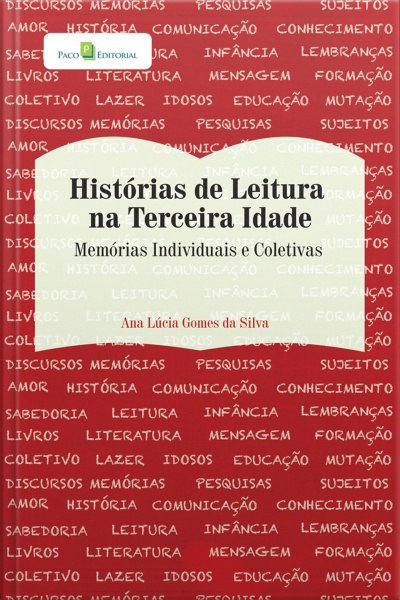 DISCURSOS MEMÓRIAS PESQUISAS SUJEITOS
AMOR HISTÓRIA COMUNICAÇÃO CONHECIMENTO
PACO EDITORIAL
INFÂNCIA LEMBRANÇAS
LIVROS LITERATURA MENSAGEM FORMAÇÃO
COLETIVO LAZER IDOSOS EDUCAÇÃO MUTAÇÃO
DISCURSOS MEMÓRIAS PESQUISAS SUJEITOS
Histórias de Leitura
na Terceira Idade
Memórias Individuais e Coletivas
Ana Lúcia Gomes da Silva
DISCURSOS MEMÓRIAS PESQUISAS SUJEITOS
AMOR HISTÓRIA COMUNICAÇÃO CONHECIMENTO
SABEDORIA LEITURA INFÂNCIA LEMBRANÇAS
LIVROS LITERATURA MENSAGEM FORMAÇÃO
COLETIVO LAZER IDOSOS EDUCAÇÃO MUTAÇÃO
DISCURSOS MEMÓRIAS PESQUISAS SUJEITOS
AMOR HISTÓRIA COMUNICAÇÃO CONHECIMENTO
SABEDORIA LEITURA INFÂNCIA LEMBRANÇAS
LIVROS LITERATURA MENSAGEM FORMAÇÃO
COLETIVO LAZER IDOSOS EDUCAÇÃO MUTAÇÃO
DISCURSOS MEMÓRIAS PESQUISAS SUJEITOS